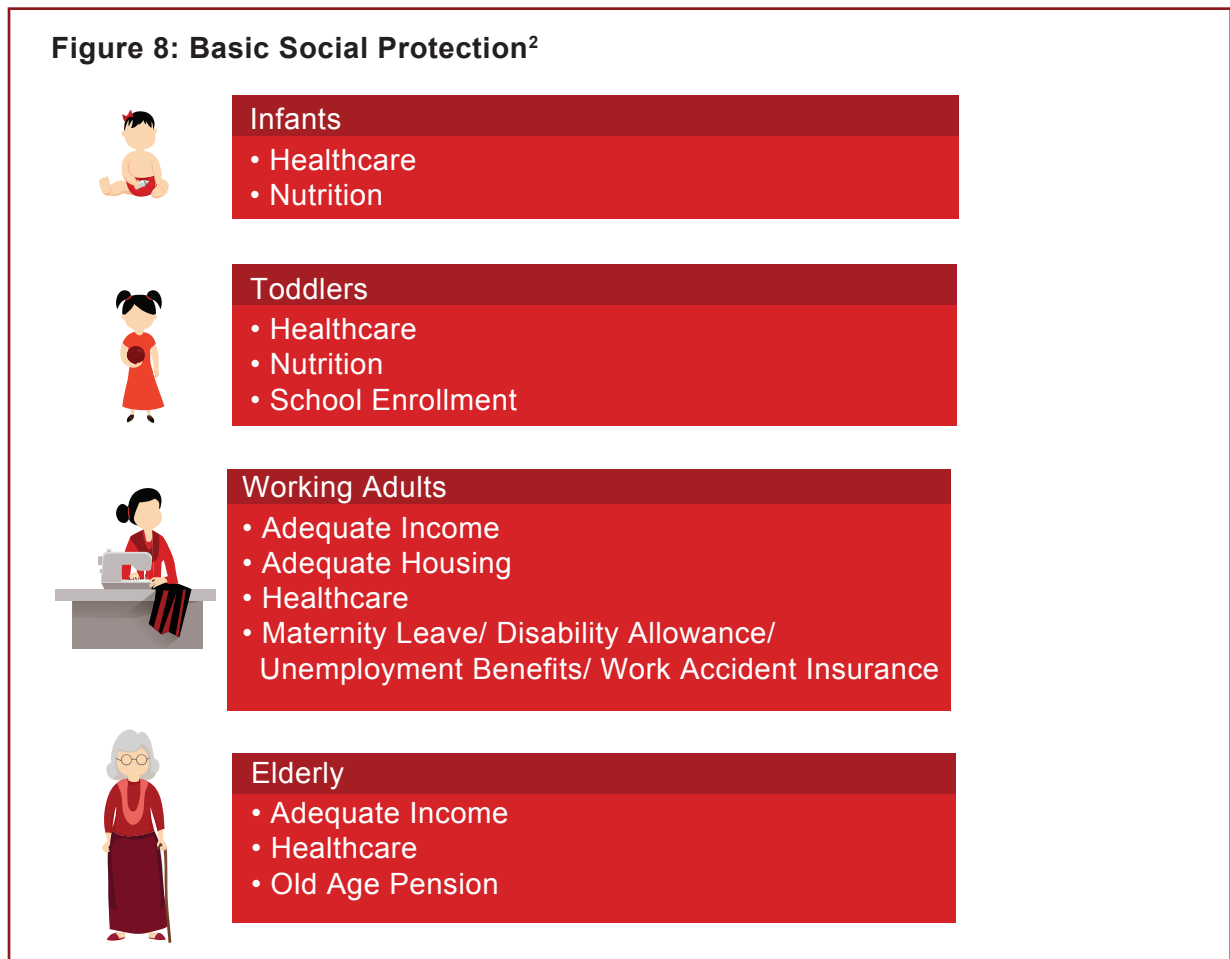 Figure 8: Basic Social Protection²
Infants
• Healthcare
• Nutrition
Toddlers
• Healthcare
• Nutrition
• School Enrollment
Working Adults
• Adequate Income
• Adequate Housing
• Healthcare
• Maternity Leave/ Disability Allowance/
Unemployment Benefits/ Work Accident Insurance
Elderly
• Adequate Income
• Healthcare
• Old Age Pension